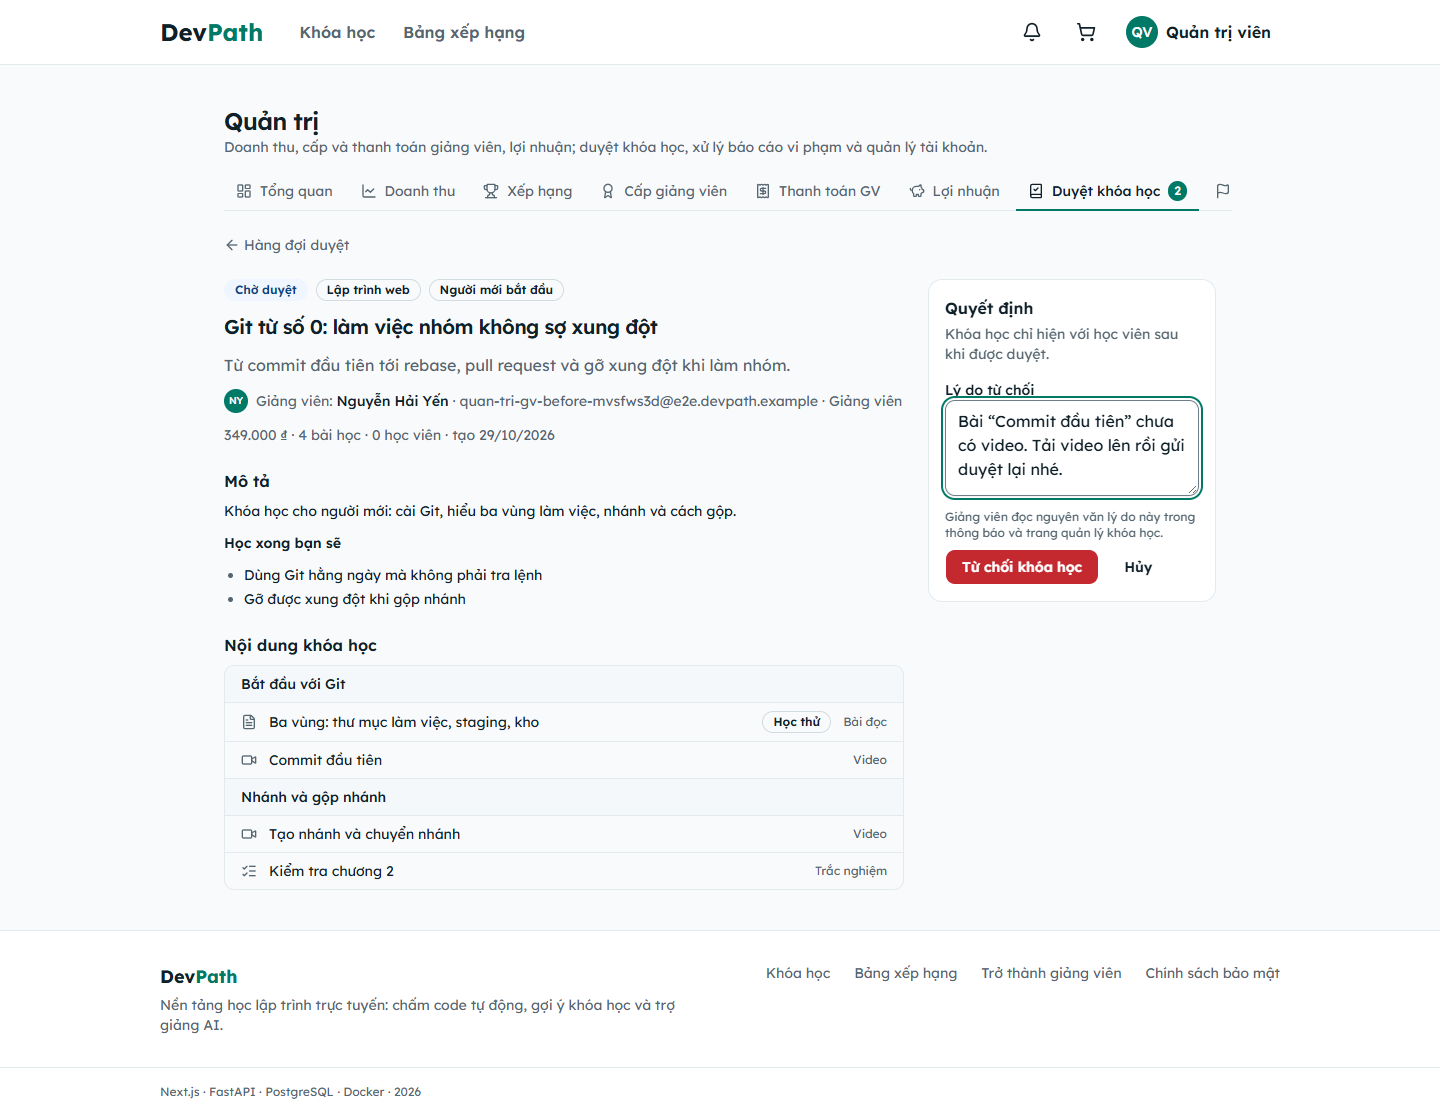 DevPath
Khóa học
Bảng xếp hạng
QV
Quản trị viên
Quản trị
Doanh thu, cấp và thanh toán giảng viên, lợi nhuận; duyệt khóa học, xử lý báo cáo vi phạm và quản lý tài khoản.
Tổng quan
Doanh thu
Xếp hạng
Cấp giảng viên
Thanh toán GV
Lợi nhuận
Duyệt khóa học 2
Hàng đợi duyệt
Chờ duyệt
Lập trình web
Người mới bắt đầu
Git từ số 0: làm việc nhóm không sợ xung đột
Từ commit đầu tiên tới rebase, pull request và gỡ xung đột khi làm nhóm.
NY
Giảng viên: Nguyễn Hải Yến · quan-tri-gv-before-mvsfws3d@e2e.devpath.example · Giảng viên
349.000 ₫ · 4 bài học · 0 học viên · tạo 29/10/2026
Mô tả
Khóa học cho người mới: cài Git, hiểu ba vùng làm việc, nhánh và cách gộp.
Học xong bạn sẽ
Dùng Git hằng ngày mà không phải tra lệnh
Gỡ được xung đột khi gộp nhánh
Nội dung khóa học
Bắt đầu với Git
Ba vùng: thư mục làm việc, staging, kho
Học thử
Bài đọc
Commit đầu tiên
Video
Nhánh và gộp nhánh
Tạo nhánh và chuyển nhánh
Video
Kiểm tra chương 2
Trắc nghiệm
Quyết định
Khóa học chỉ hiện với học viên sau
khi được duyệt.
Lý do từ chối
Bài “Commit đầu tiên” chưa
có video. Tải video lên rồi gửi
duyệt lại nhé.
Giảng viên đọc nguyên văn lý do này trong
thông báo và trang quản lý khóa học.
Từ chối khóa học
Hủy
DevPath
Nền tảng học lập trình trực tuyến: chấm code tự động, gợi ý khóa học và trợ
giảng AI.
Khóa học
Bảng xếp hạng
Trở thành giảng viên
Chính sách bảo mật
Next.js · FastAPI · PostgreSQL · Docker · 2026